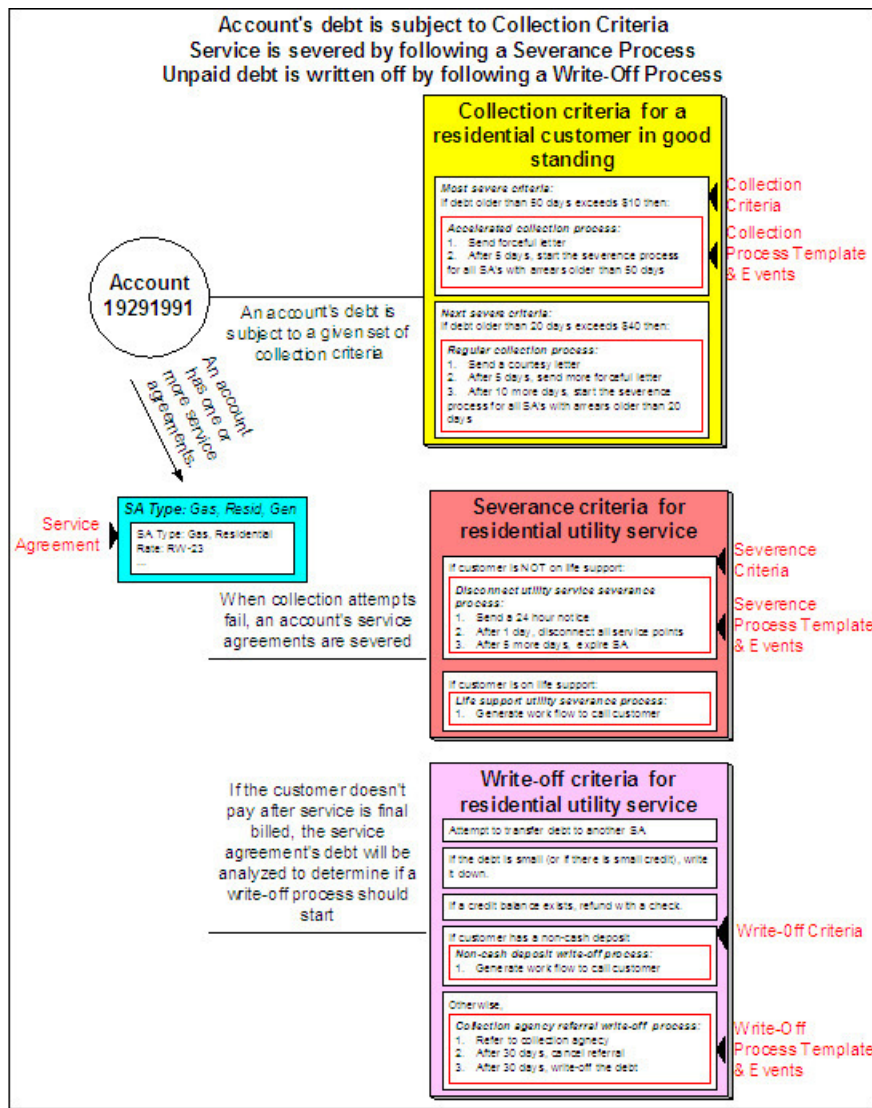 Account's debt is subject to Collection Criteria
Service is severed by following a Severance Process
Unpaid debt is written off by following a Write-Off Process
Collection criteria for a
residential customer in good
standing
Most severe criteria:
If debt older than 50 days exceeds $10 then:
Accelerated collection process:
1. Send forceful letter
2. After 5 days, start the severence process
for all SA's with arrears older than 50 days
Collection
Criteria
Collection
Process Template
& Events
Next severe criteria:
If debt older than 20 days exceeds $40 then:
Regular collection process:
1. Send a courtesy letter
2. After 5 days, send more forceful letter
3. After 10 more days, start the severence
process for all SA's with arrears older than 20
days
Account
19291991
An account's debt is
subject to a given set of
collection criteria
An account
has one or
more service
agreements.
Service
Agreement
SA Type: Gas, Resid, Gen
SA Type: Gas, Residential
Rate: RW-23
...
When collection attempts
fail, an account's service
agreements are severed
Severance criteria for
residential utility service
If customer is NOT on life support:
Disconnect utility service severance
process:
1. Send a 24 hour notice
2. After 1 day, disconnect all service points
3. After 5 more days, expire SA
Severence
Criteria
Severence
Process Template
& Events
If customer is on life support:
Life support utility severance process:
1. Generate work flow to call customer
If the customer doesn't
pay after service is final
billed, the service
agreement's debt will be
analyzed to determine if a
write-off process should
start
Write-off criteria for
residential utility service
Attempt to transfer debt to another SA
If the debt is small (or if there is small credit), write
it down.
If a credit balance exists, refund with a check.
If customer has a non-cash deposit
Non-cash deposit write-off process:
1. Generate work flow to call customer
Write-Off Criteria
Otherwise,
Collection agency referral write-off process:
1. Refer to collection agnecy
2. After 30 days, cancel referral
3. After 30 days, write-off the debt
Write-Off
Process Template
& Events